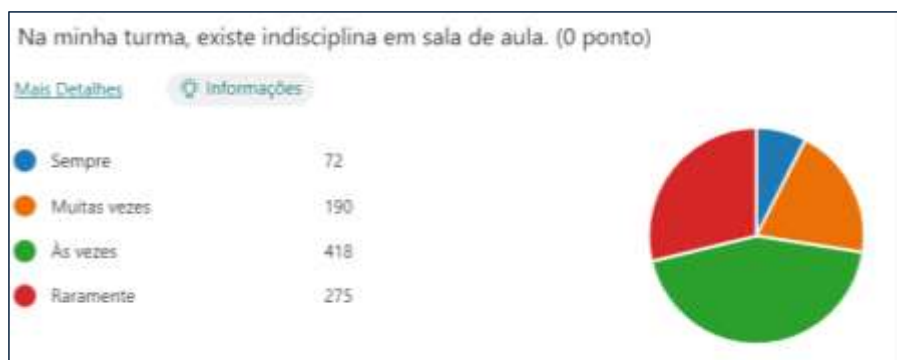 Na minha turma, existe indisciplina em sala de aula. (0 ponto)
Mais Detalhes Informações
Sempre 72
Muitas vezes 190
Às vezes 418
Raramente 275